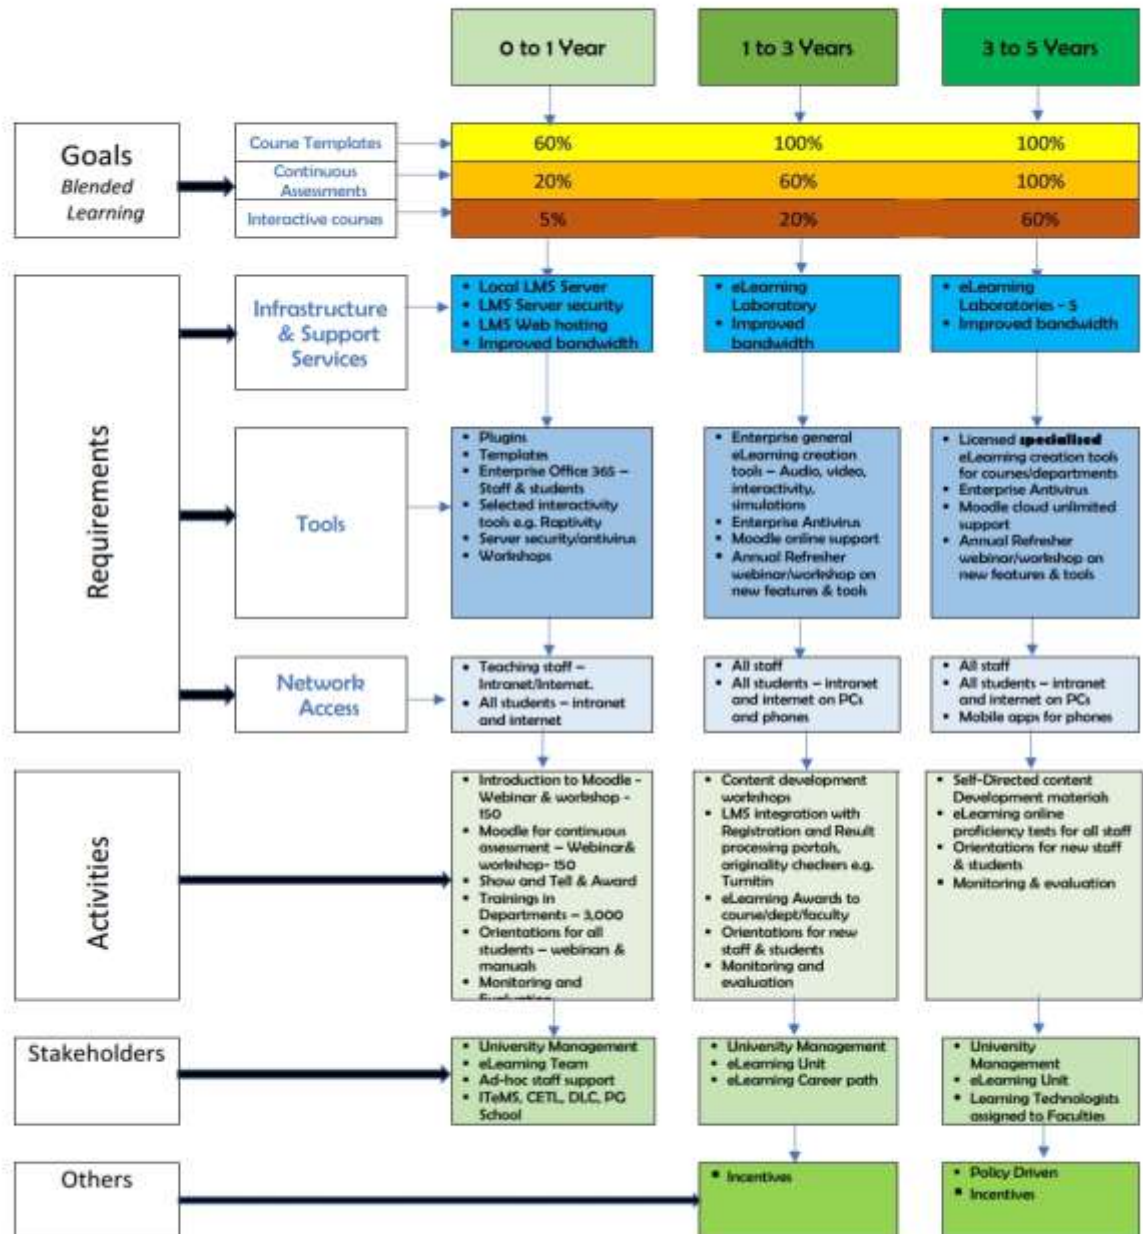 0 to 1 Year
1 to 3 Years
3 to 5 Years
Goals
Blended
Learning
Course Templates
60%
100%
100%
Continuous
Assessments
20%
60%
100%
Interactive courses
5%
20%
60%
Requirements
Infrastructure
& Support
Services
• Local LMS Server
• LMS Server security
• LMS Web hosting
• Improved bandwidth
• eLearning
Laboratory
• Improved
bandwidth
• eLearning
Laboratories - 5
• Improved bandwidth
Tools
• Plugins
• Templates
• Enterprise Office 365 –
Staff & students
• Selected interactivity
tools e.g. Raptivity
• Server security/antivirus
• Workshops
• Enterprise general
eLearning creation
tools – Audio, video,
interactivity,
simulations
• Enterprise Antivirus
• Moodle online support
• Annual Refresher
webinar/workshop on
new features & tools
• Licensed specialised
eLearning creation tools
for courses/departments
• Enterprise Antivirus
• Moodle cloud unlimited
support
• Annual Refresher
webinar/workshop on
new features & tools
Network
Access
• Teaching staff –
Intranet/Internet.
• All students – intranet
and internet
• All staff
• All students – intranet
and internet on PCs
and phones
• All staff
• All students – intranet
and internet on PCs
• Mobile apps for phones
Activities
• Introduction to Moodle -
Webinar & workshop -
150
• Moodle for continuous
assessment – Webinar&
workshop- 150
• Show and Tell & Award
• Trainings in
Departments – 3,000
• Orientations for all
students – webinars &
manuals
• Monitoring and
Evaluation
• Content development
workshops
• LMS integration with
Registration and Result
processing portals,
originality checkers e.g.
Turnitin
• eLearning Awards to
course/dept/faculty
• Orientations for new
staff & students
• Monitoring and
evaluation
• Self-Directed content
Development materials
• eLearning online
proficiency tests for all staff
• Orientations for new staff
& students
• Monitoring & evaluation
Stakeholders
• University Management
• eLearning Team
• Ad-hoc staff support
• ITeMS, CETL, DLC, PG
School
• University Management
• eLearning Unit
• eLearning Career path
• University
Management
• eLearning Unit
• Learning Technologists
assigned to Faculties
Others
▪ Incentives
• Policy Driven
▪ Incentives